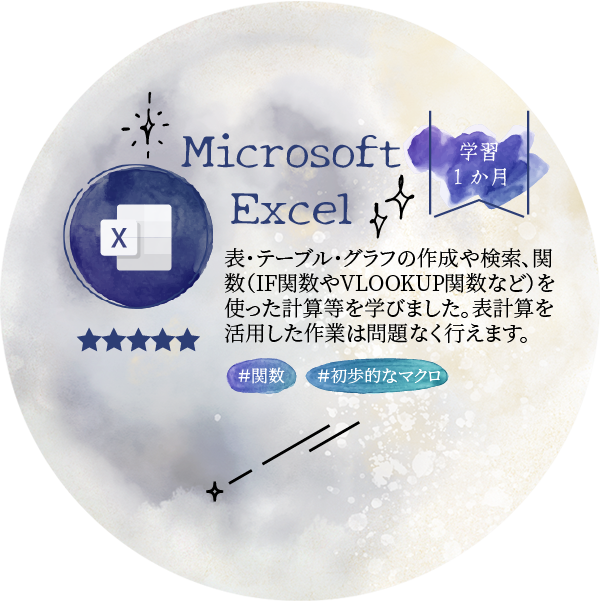 Microsoft
Excel
学習
1か月
X
表・テーブル・グラフの作成や検索、関
数（IF関数やVLOOKUP関数など）を
使った計算等を学びました。表計算を
活用した作業は問題なく行えます。
#関数
#初歩的なマクロ